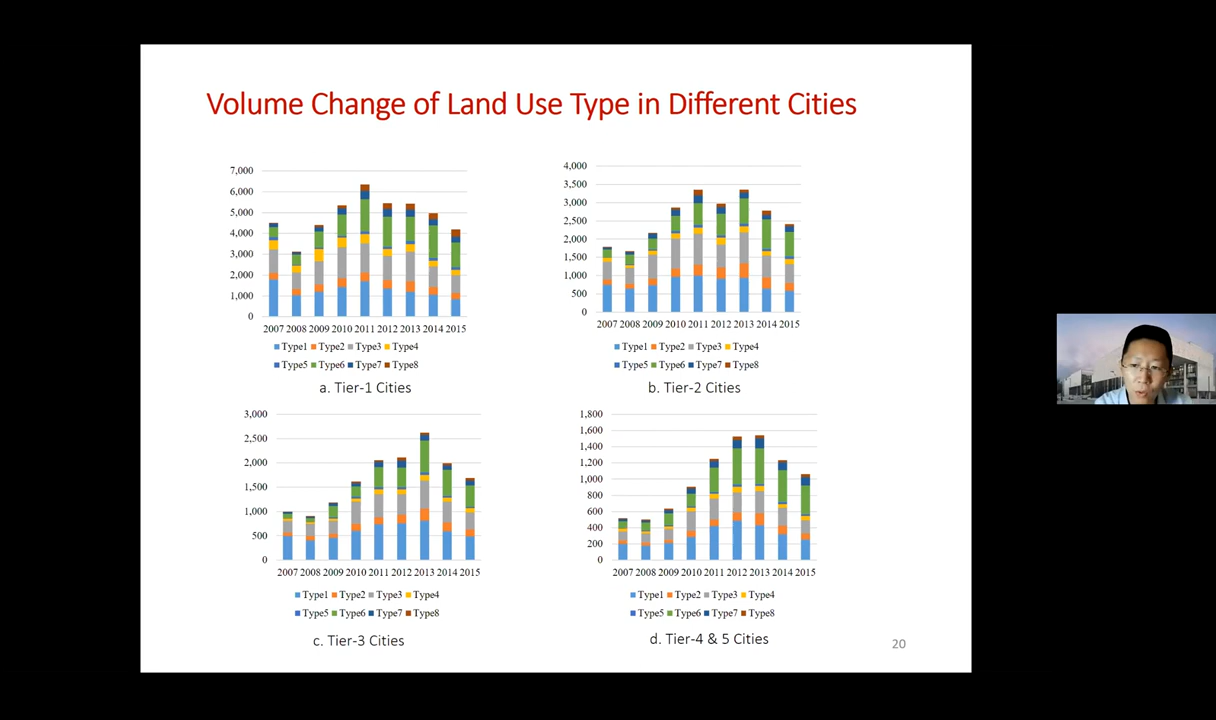 Volume Change of Land Use Type in Different Cities
7,000
6,000
5,000
4,000
3,000
2,000
1,000
0
2007 2008 2009 2010 2011 2012 2013 2014 2015
Type1 Type2 Type3 Type4
Type5 Type6 Type7 Type8
a. Tier-1 Cities
4,000
3,500
3,000
2,500
2,000
1,500
1,000
500
0
2007 2008 2009 2010 2011 2012 2013 2014 2015
Type1 Type2 Type3 Type4
Type5 Type6 Type7 Type8
b. Tier-2 Cities
3,000
2,500
2,000
1,500
1,000
500
0
2007 2008 2009 2010 2011 2012 2013 2014 2015
Type1 Type2 Type3 Type4
Type5 Type6 Type7 Type8
c. Tier-3 Cities
1,800
1,600
1,400
1,200
1,000
800
600
400
200
0
2007 2008 2009 2010 2011 2012 2013 2014 2015
Type1 Type2 Type3 Type4
Type5 Type6 Type7 Type8
d. Tier-4 & 5 Cities
20